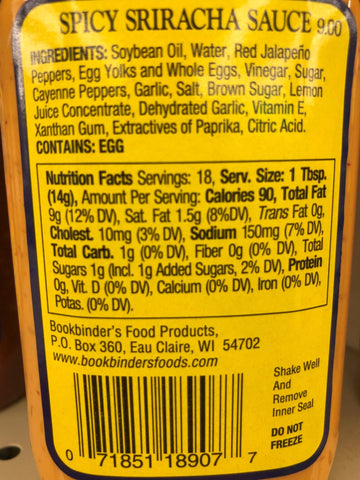 SPICY SRIRACHA SAUCE 9.00
INGREDIENTS: Soybean Oil, Water, Red Jalapeño
Peppers, Egg Yolks and Whole Eggs, Vinegar, Sugar,
Cayenne Peppers, Garlic, Salt, Brown Sugar, Lemon
Juice Concentrate, Dehydrated Garlic, Vitamin E,
Xanthan Gum, Extractives of Paprika, Citric Acid.
CONTAINS: EGG
Nutrition Facts Servings: 18, Serv. Size: 1 Tbsp.
(14g), Amount Per Serving: Calories 90, Total Fat
9g (12% DV), Sat. Fat 1.5g (8%DV), Trans Fat 0g,
Cholest. 10mg (3% DV), Sodium 150mg (7% DV),
Total Carb. 1g (0% DV), Fiber 0g (0% DV), Total
Sugars 1g (Incl. 1g Added Sugars, 2% DV), Protein
0g, Vit. D (0% DV), Calcium (0% DV), Iron (0% DV),
Potas. (0% DV).
Bookbinder's Food Products,
P.O. Box 360, Eau Claire, WI 54702
www.bookbindersfoods.com
Shake Well
And
Remove
Inner Seal
DO NOT
FREEZE
0 71851 18907 7